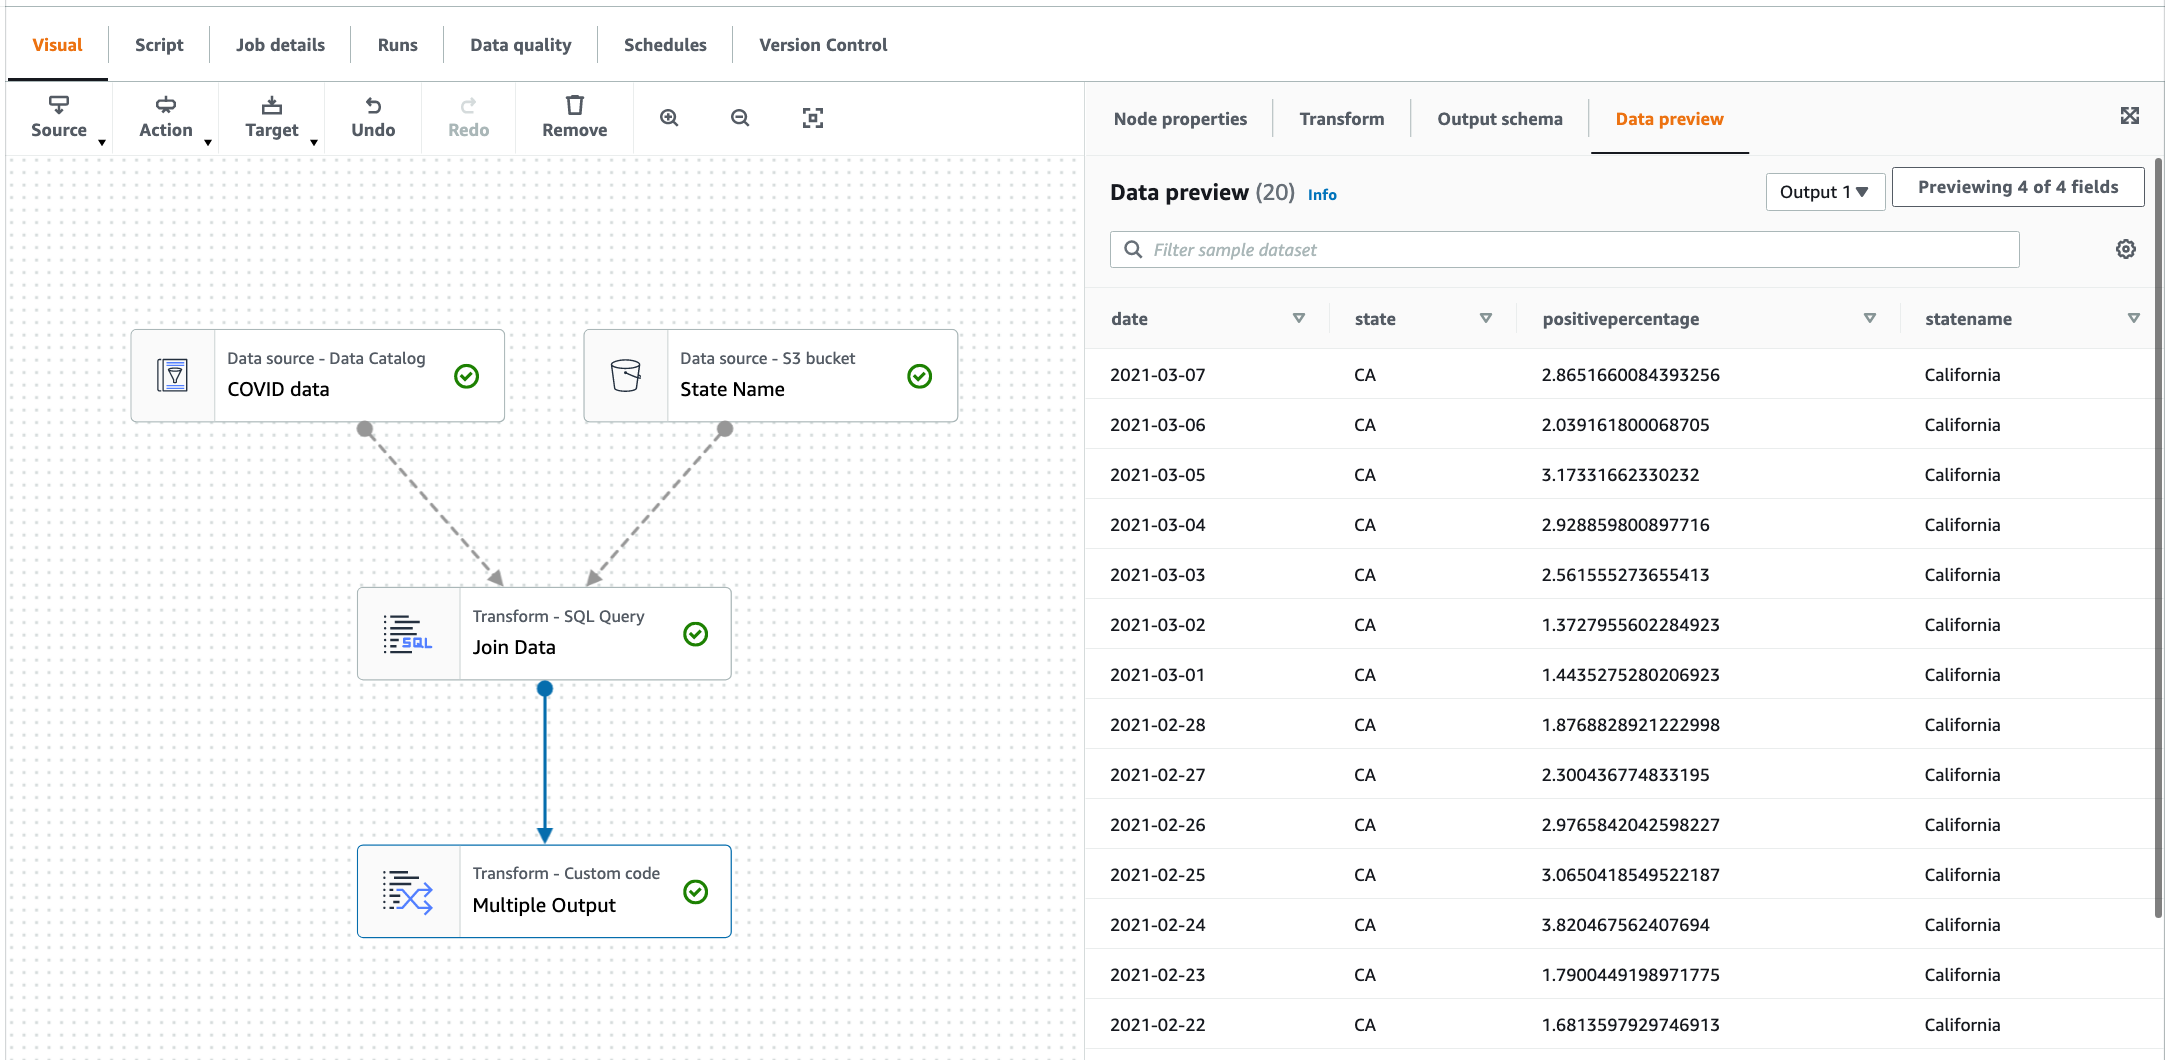 Visual Script Job details Runs Data quality Schedules Version Control
Source Action Target Undo Redo Remove
Data source - Data Catalog
COVID data
Data source - S3 bucket
State Name
Transform - SQL Query
SQL
Join Data
Transform - Custom code
Multiple Output
Node properties Transform Output schema Data preview
Data preview (20) Info Output 1 Previewing 4 of 4 fields
Filter sample dataset
date state positivepercentage statename
2021-03-07 CA 2.8651660084393256 California
2021-03-06 CA 2.039161800068705 California
2021-03-05 CA 3.17331662330232 California
2021-03-04 CA 2.928859800897716 California
2021-03-03 CA 2.561555273655413 California
2021-03-02 CA 1.3727955602284923 California
2021-03-01 CA 1.4435275280206923 California
2021-02-28 CA 1.8768828921222998 California
2021-02-27 CA 2.300436774833195 California
2021-02-26 CA 2.9765842042598227 California
2021-02-25 CA 3.0650418549522187 California
2021-02-24 CA 3.820467562407694 California
2021-02-23 CA 1.7900449198971775 California
2021-02-22 CA 1.6813597929746913 California